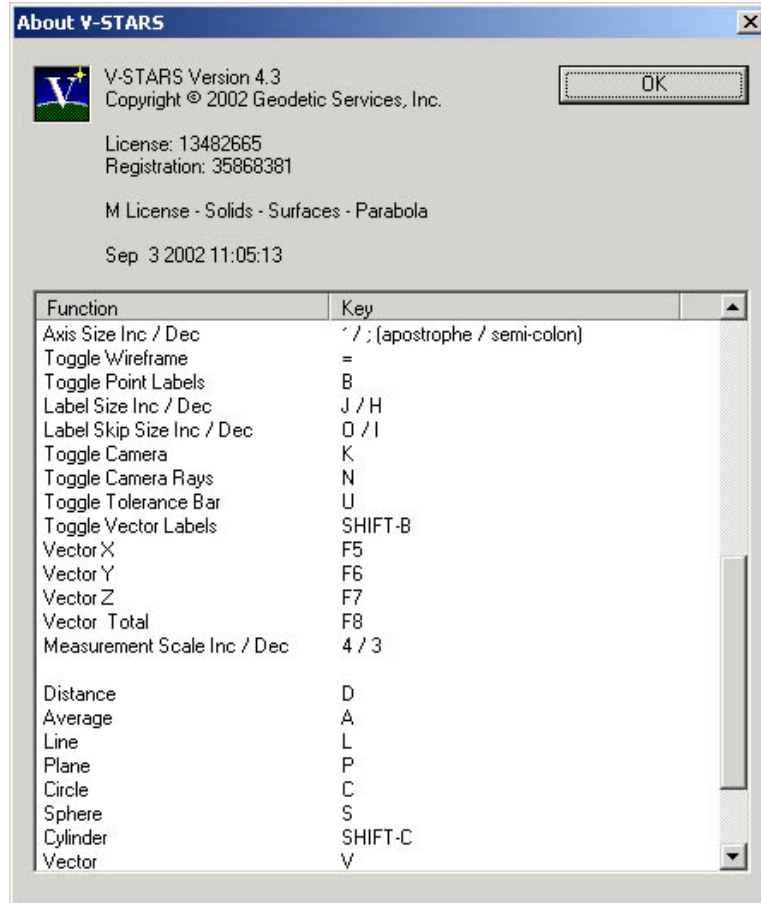 About V-STARS
V-STARS Version 4.3
Copyright © 2002 Geodetic Services, Inc.
OK
License: 13482665
Registration: 35868381
M License - Solids - Surfaces - Parabola
Sep 3 2002 11:05:13
Function Key
Axis Size Inc / Dec ' / ; (apostrophe / semi-colon)
Toggle Wireframe =
Toggle Point Labels B
Label Size Inc / Dec J / H
Label Skip Size Inc / Dec O / I
Toggle Camera K
Toggle Camera Rays N
Toggle Tolerance Bar U
Toggle Vector Labels SHIFT-B
Vector X F5
Vector Y F6
Vector Z F7
Vector Total F8
Measurement Scale Inc / Dec 4 / 3
Distance D
Average A
Line L
Plane P
Circle C
Sphere S
Cylinder SHIFT-C
Vector V